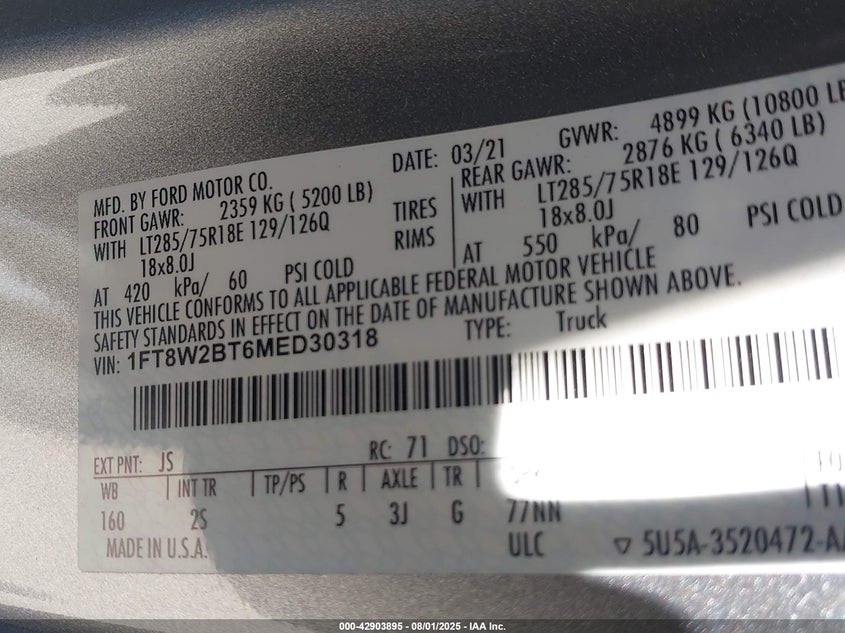 MFD. BY FORD MOTOR CO.
DATE: 03/21
GVWR: 4899 KG (10800 LB
FRONT GAWR: 2359 KG ( 5200 LB)
REAR GAWR: 2876 KG ( 6340 LB)
WITH LT285/75R18E 129/126Q
TIRES
WITH LT285/75R18E 129/126Q
18x8.0J
RIMS
18x8.0J
AT 420 kPa/ 60 PSI COLD
AT 550 kPa/ 80 PSI COLD
THIS VEHICLE CONFORMS TO ALL APPLICABLE FEDERAL MOTOR VEHICLE
SAFETY STANDARDS IN EFFECT ON THE DATE OF MANUFACTURE SHOWN ABOVE.
VIN: 1FT8W2BT6MED30318
TYPE: Truck
EXT PNT: JS
RC: 71 DSO:
WB | INT TR | TP/PS | R | AXLE | TR |
160 2S 5 3J G 77NN
MADE IN U.S.A.
ULC
▽ 5U5A-3520472-A
000-42903895 - 08/01/2025 - IAA Inc.